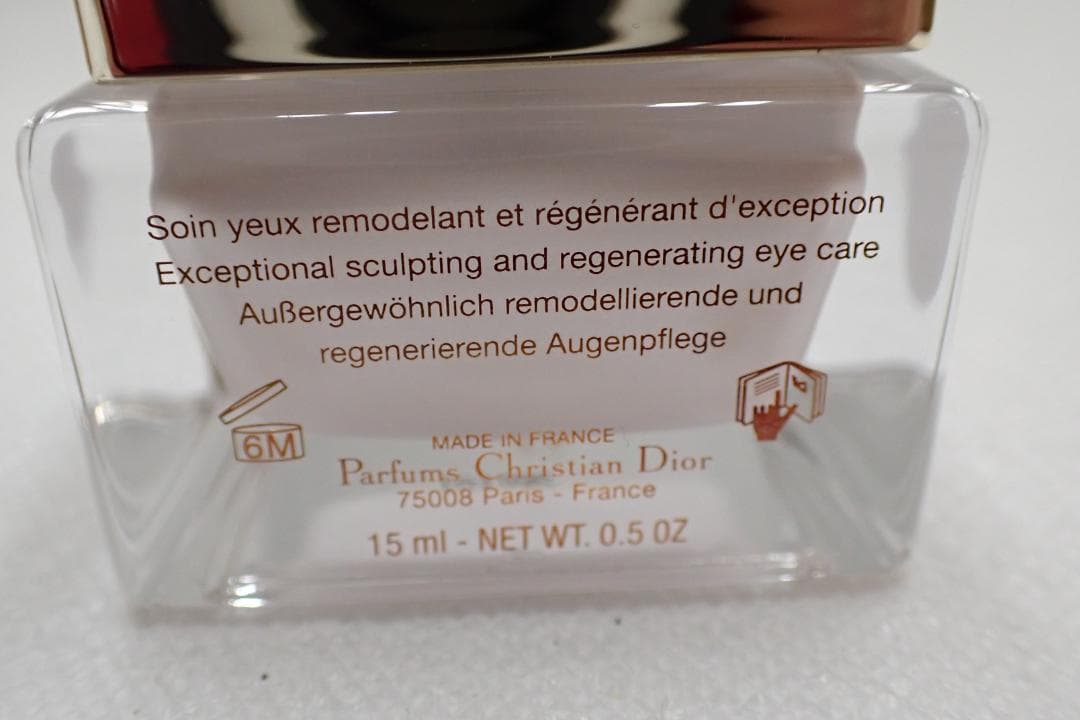 Soin yeux remodelant et régénérant d'exception
Exceptional sculpting and regenerating eye care
Außergewöhnlich remodellierende und
regenerierende Augenpflege
6M
MADE IN FRANCE
Parfums Christian Dior
75008 Paris - France
15 ml - NET WT. 0.5 OZ